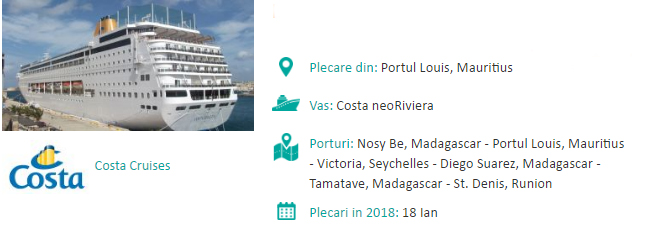 Plecare din: Portul Louis, Mauritius
Vas: Costa neoRiviera
Porturi: Nosy Be, Madagascar - Portul Louis, Mauritius
- Victoria, Seychelles - Diego Suarez, Madagascar -
Tamatave, Madagascar - St. Denis, Runion
Plecari in 2018: 18 Ian
Costa
Costa Cruises